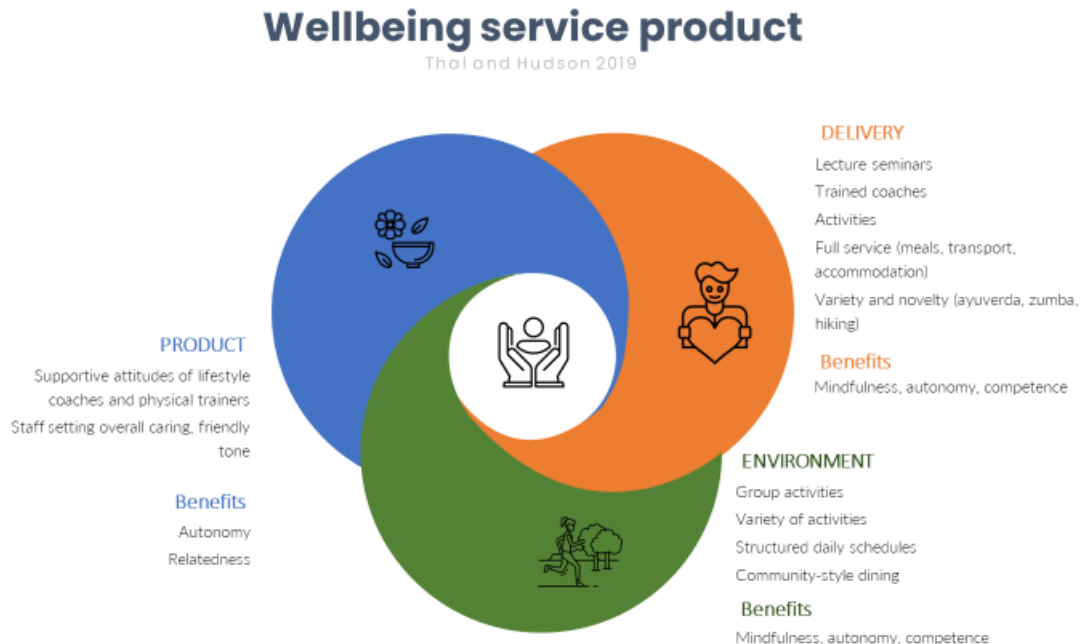 Wellbeing service product
Thal and Hudson 2019
PRODUCT
Supportive attitudes of lifestyle
coaches and physical trainers
Staff setting overall caring, friendly
tone
Benefits
Autonomy
Relatedness
DELIVERY
Lecture seminars
Trained coaches
Activities
Full service (meals, transport,
accommodation)
Variety and novelty (ayuverda, zumba,
hiking)
Benefits
Mindfulness, autonomy, competence
ENVIRONMENT
Group activities
Variety of activities
Structured daily schedules
Community-style dining
Benefits
Mindfulness, autonomy, competence